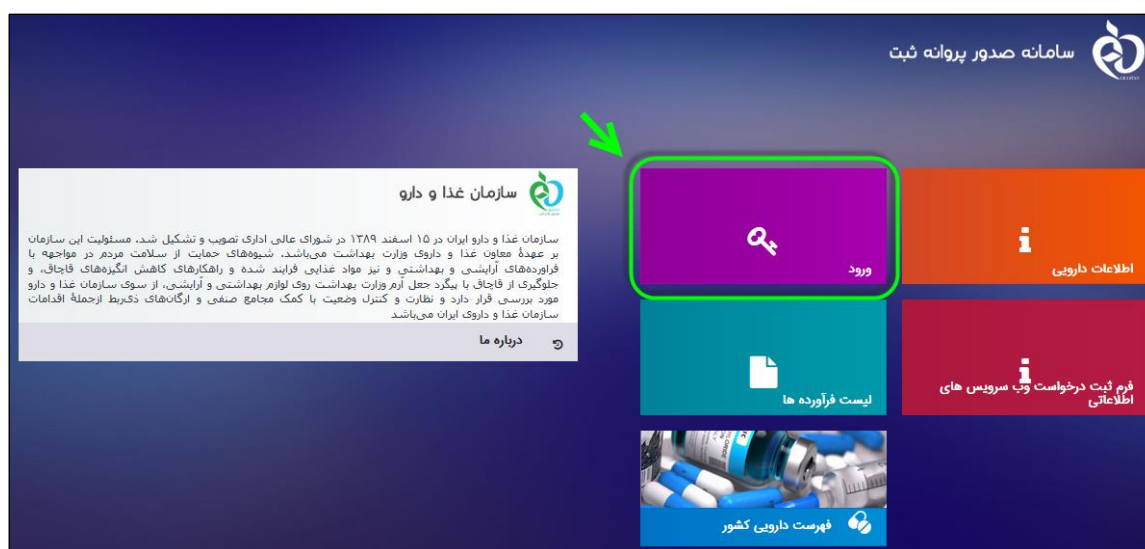 سامانه صدور پروانه ثبت
اطلاعات دارویی
ورود
فرم ثبت درخواست وب سرویس های
اطلاعاتی
لیست فرآورده ها
فهرست دارویی کشور
سازمان غذا و دارو
سازمان غذا و دارو ایران در ۱۵ اسفند ۱۳۸۹ در شورای عالی اداری تصویب و تشکیل شد. مسئولیت این سازمان
بر عهدهٔ معاون غذا و داروی وزارت بهداشت می‌باشد. شیوه‌های حمایت از سلامت مردم در مواجهه با
فراورده‌های آرایشی و بهداشتی و نیز مواد غذایی فرایند شده و راهکارهای کاهش انگیزه‌های قاچاق، و
جلوگیری از قاچاق با پیگرد جعل آرم وزارت بهداشت روی لوازم بهداشتی و آرایشی، از سوی سازمان غذا و دارو
مورد بررسی قرار دارد و نظارت و کنترل وضعیت با کمک مجامع صنفی و ارگان‌های ذی‌ربط ازجملهٔ اقدامات
سازمان غذا و داروی ایران می‌باشد
درباره ما